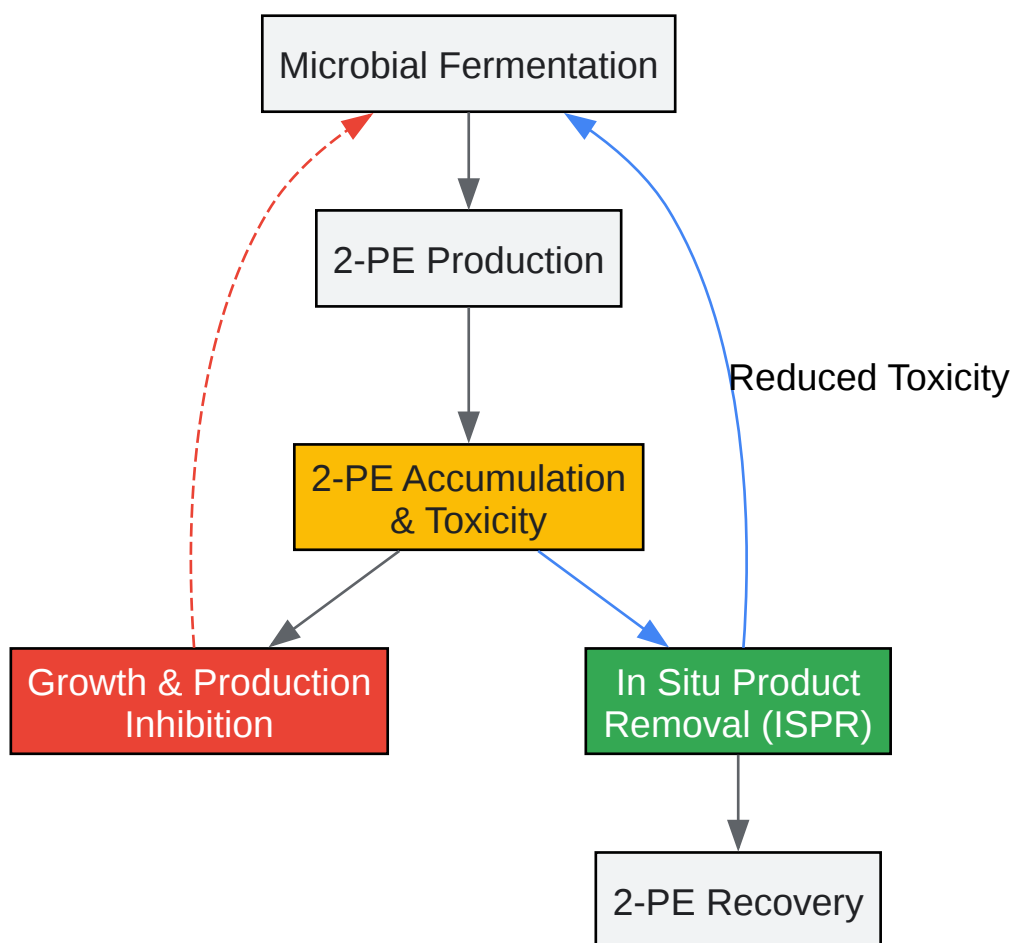 Microbial Fermentation
2-PE Production
Reduced Toxicity
2-PE Accumulation
& Toxicity
Growth & Production
Inhibition
In Situ Product
Removal (ISPR)
2-PE Recovery